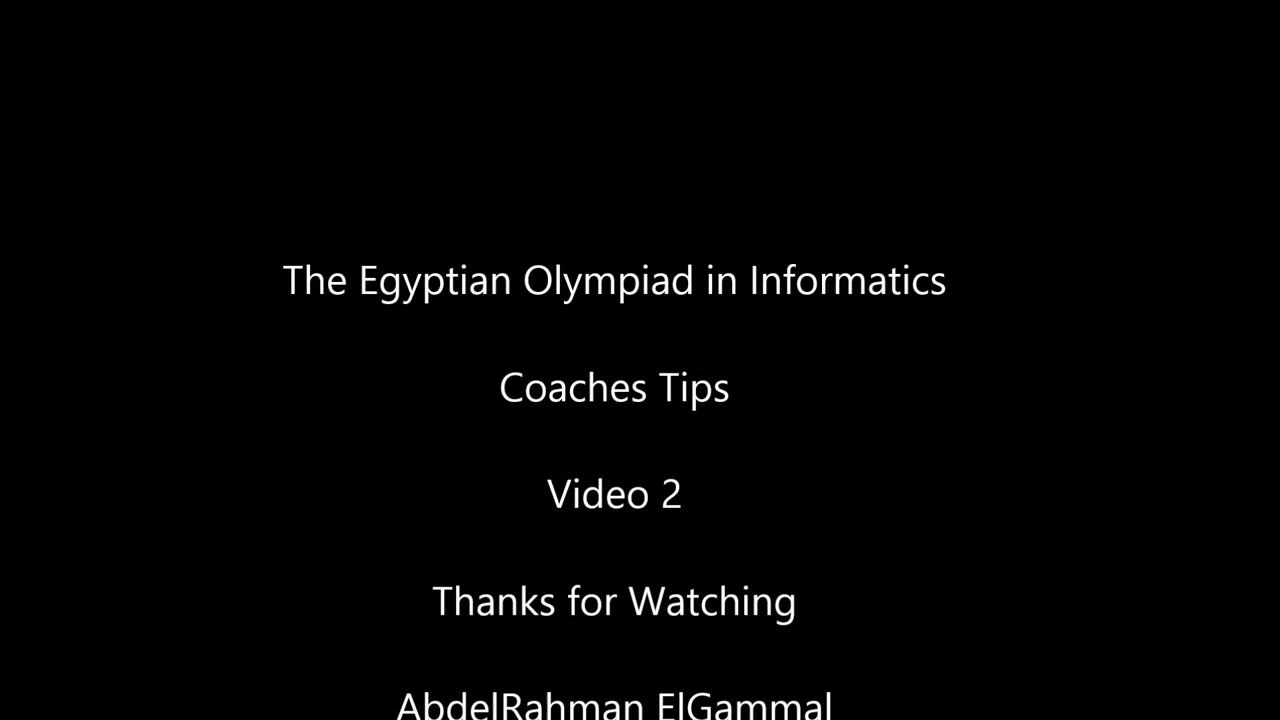 The Egyptian Olympiad in Informatics
Coaches Tips
Video 2
Thanks for Watching
AbdelRahman ElGammal